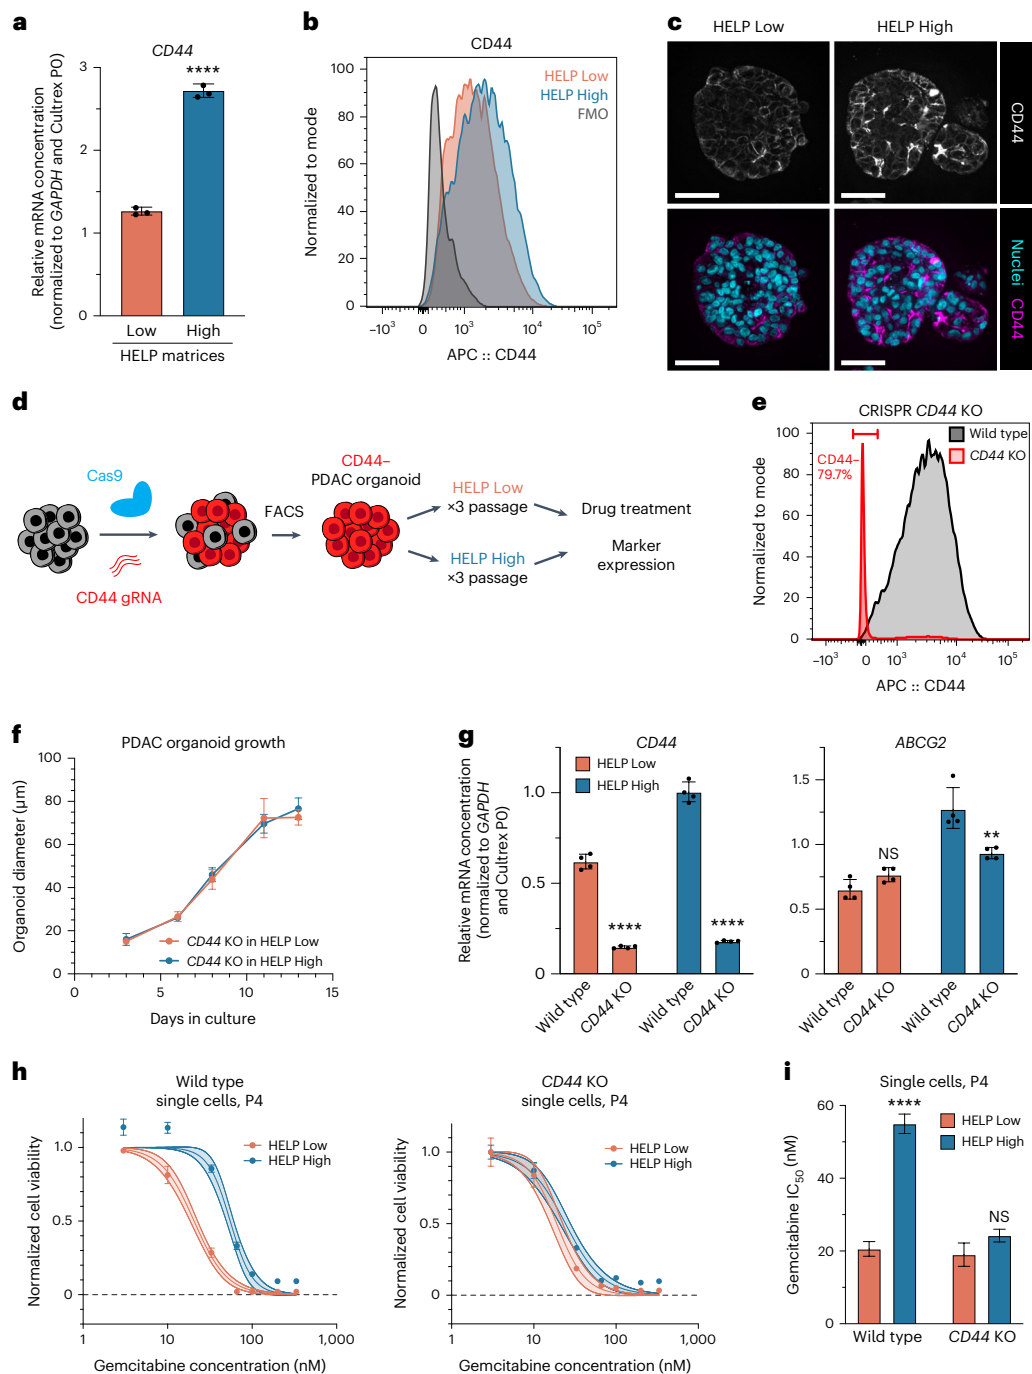 a
CD44
****
Relative mRNA concentration
(normalized to GAPDH and Cultrex P0)
3
2
1
0
Low
High
HELP matrices
b
CD44
HELP Low
HELP High
FMO
Normalized to mode
100
80
60
40
20
0
–10³
0
10³
10⁴
10⁵
APC :: CD44
c
HELP Low
HELP High
CD44
Nuclei CD44
d
Cas9
CD44 gRNA
FACS
CD44–
PDAC organoid
HELP Low
×3 passage
HELP High
×3 passage
Drug treatment
Marker
expression
e
CRISPR CD44 KO
Wild type
CD44 KO
CD44–
79.7%
Normalized to mode
100
80
60
40
20
0
–10³
0
10³
10⁴
10⁵
APC :: CD44
f
PDAC organoid growth
Organoid diameter (µm)
100
80
60
40
20
0
CD44 KO in HELP Low
CD44 KO in HELP High
0
5
10
15
Days in culture
g
CD44
HELP Low
HELP High
Relative mRNA concentration
(normalized to GAPDH
and Cultrex P0)
1.0
0.5
0
****
****
Wild type
CD44 KO
Wild type
CD44 KO
ABCG2
1.5
1.0
0.5
0
NS
**
Wild type
CD44 KO
Wild type
CD44 KO
h
Wild type
single cells, P4
HELP Low
HELP High
Normalized cell viability
1.0
0.5
0
1
10
100
1,000
Gemcitabine concentration (nM)
CD44 KO
single cells, P4
HELP Low
HELP High
Normalized cell viability
1.0
0.5
0
1
10
100
1,000
Gemcitabine concentration (nM)
i
Single cells, P4
****
HELP Low
HELP High
Gemcitabine IC₅₀ (nM)
60
40
20
0
NS
Wild type
CD44 KO